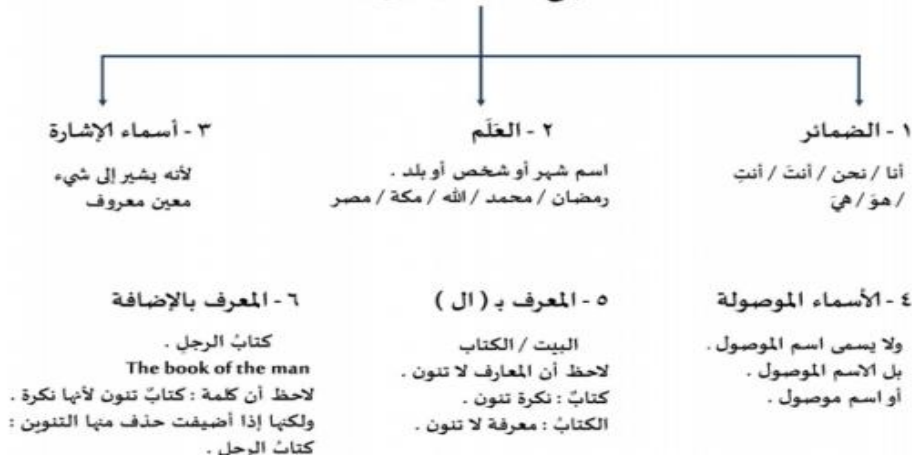 ١ - الضمائر
أنا / نحن / أنتَ / أنتِ
/ هوَ / هيَ
٢ - العَلَم
اسم شهر أو شخص أو بلد .
رمضان / محمد / الله / مكة / مصر
٣ - أسماء الإشارة
لأنه يشير إلى شيء
معين معروف
٤ - الأسماء الموصولة
ولا يسمى اسم الموصول .
بل الاسم الموصول .
أو اسم موصول .
٥ - المعرف بـ ( ال )
البيت / الكتاب
لاحظ أن المعارف لا تنون .
كتابٌ : نكرة تنون .
الكتابُ : معرفة لا تنون .
٦ - المعرف بالإضافة
كتابُ الرجلِ .
The book of the man
لاحظ أن كلمة : كتابٌ تنون لأنها نكرة .
ولكنها إذا أضيفت حذف منها التنوين :
كتابُ الرجل .